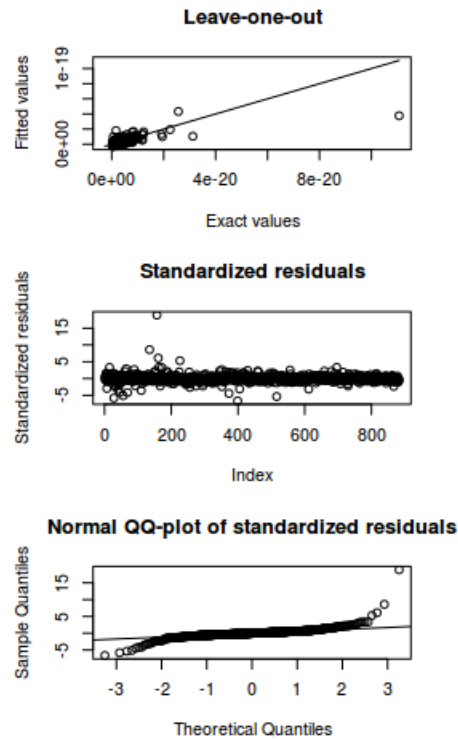 Leave-one-out
Fitted values
0e+00 1e-19
0e+00 4e-20 8e-20
Exact values
Standardized residuals
Standardized residuals
-5 5 15
0 200 400 600 800
Index
Normal QQ-plot of standardized residuals
Sample Quantiles
-5 5 15
-3 -2 -1 0 1 2 3
Theoretical Quantiles